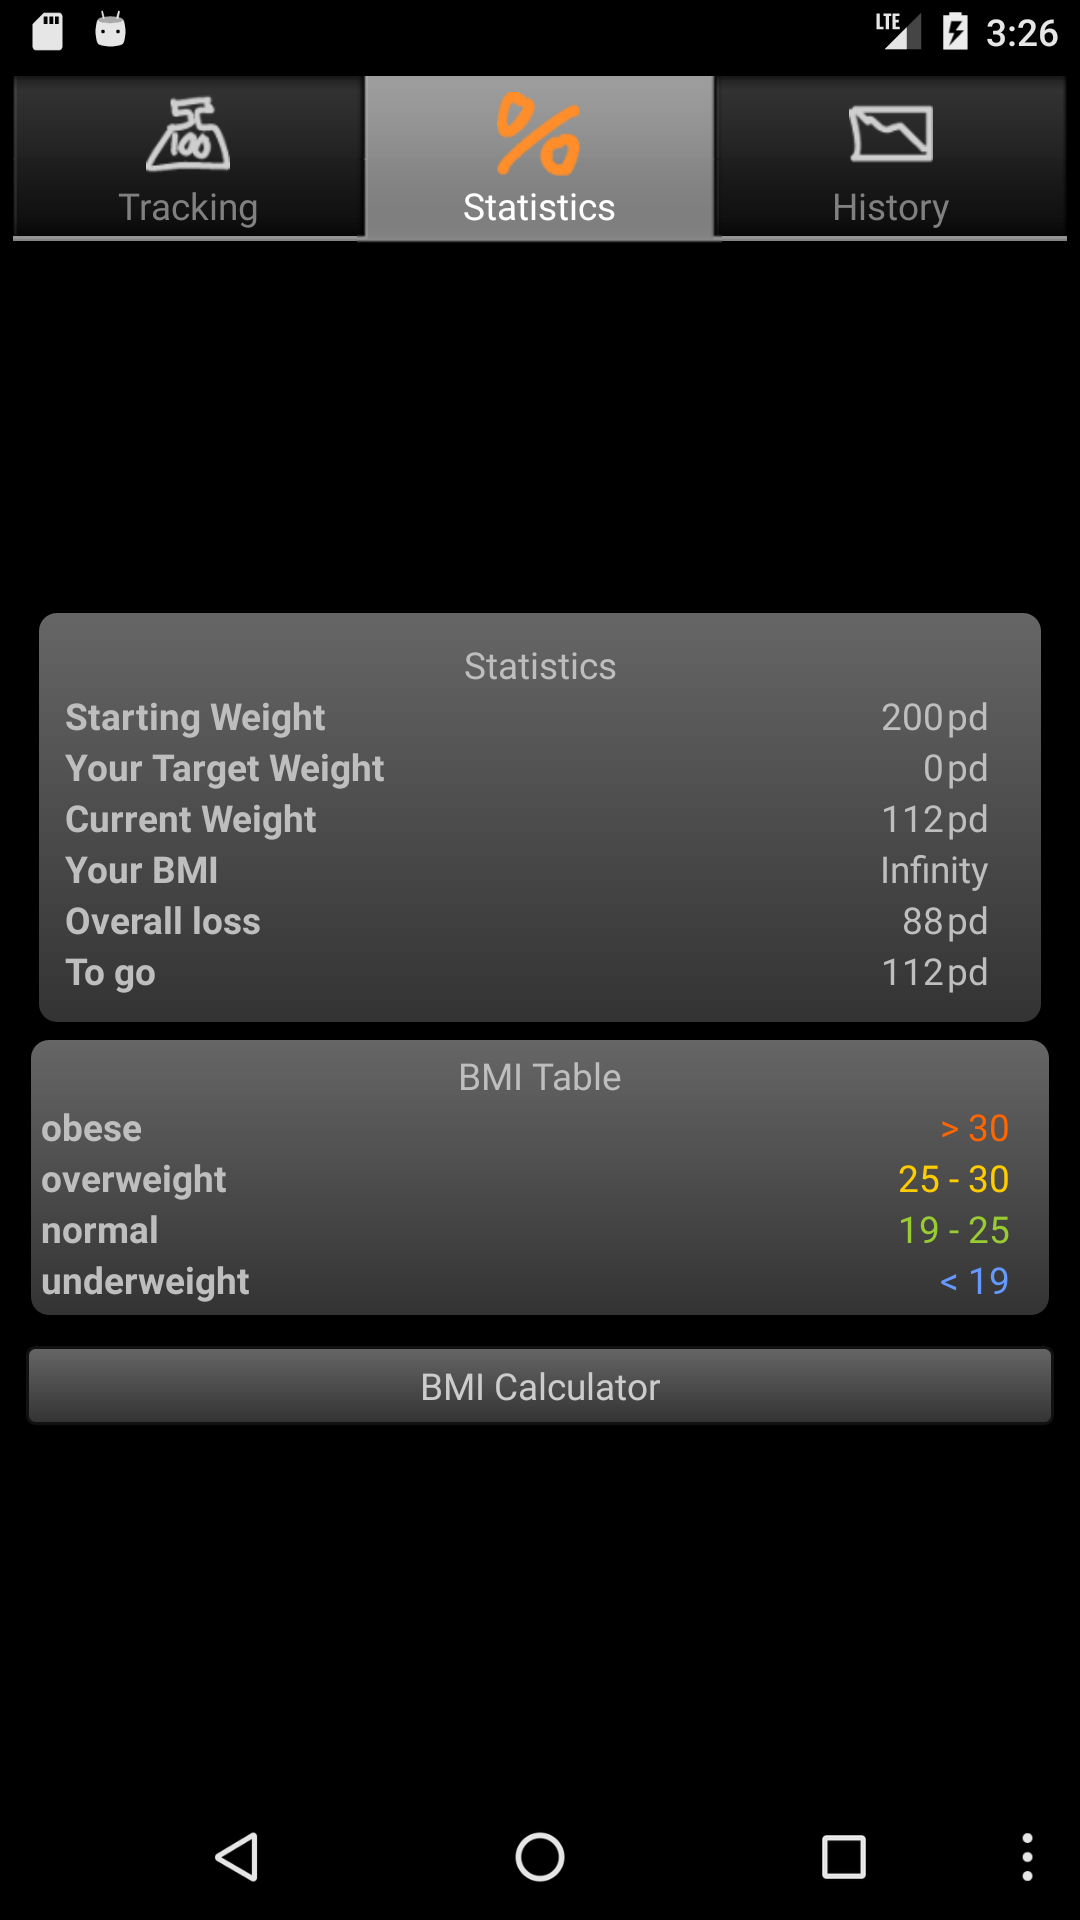 LTE 3:26
100
Tracking Statistics History
Statistics
Starting Weight 200pd
Your Target Weight 0pd
Current Weight 112pd
Your BMI Infinity
Overall loss 88pd
To go 112pd
BMI Table
obese > 30
overweight 25 - 30
normal 19 - 25
underweight < 19
BMI Calculator